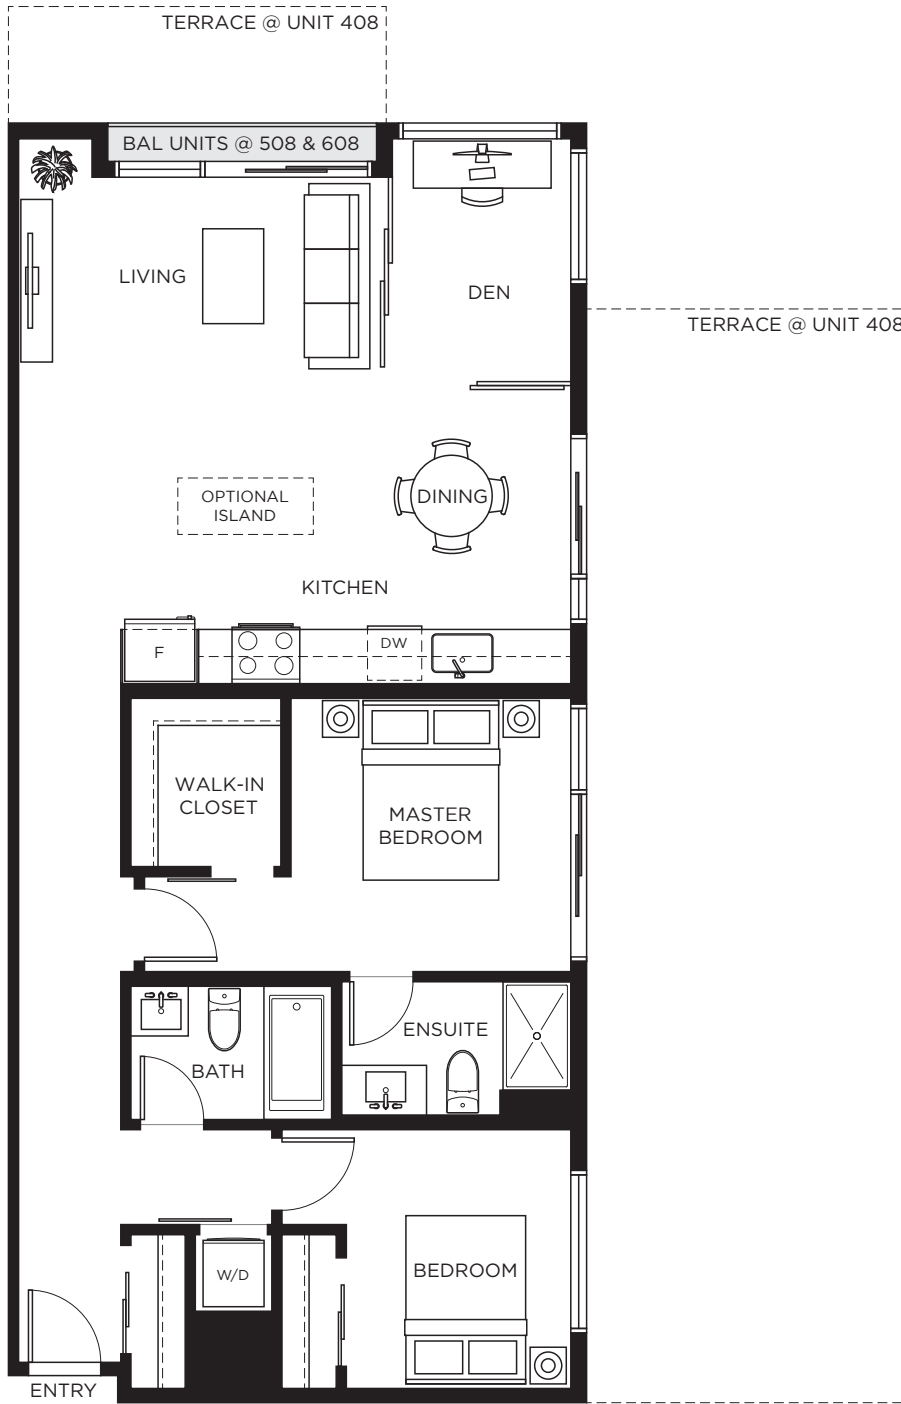 TERRACE @ UNIT 408
BAL UNITS @ 508 & 608
LIVING
DEN
TERRACE @ UNIT 408
OPTIONAL
ISLAND
DINING
KITCHEN
F
DW
WALK-IN
CLOSET
MASTER
BEDROOM
ENSUITE
BATH
W/D
BEDROOM
ENTRY